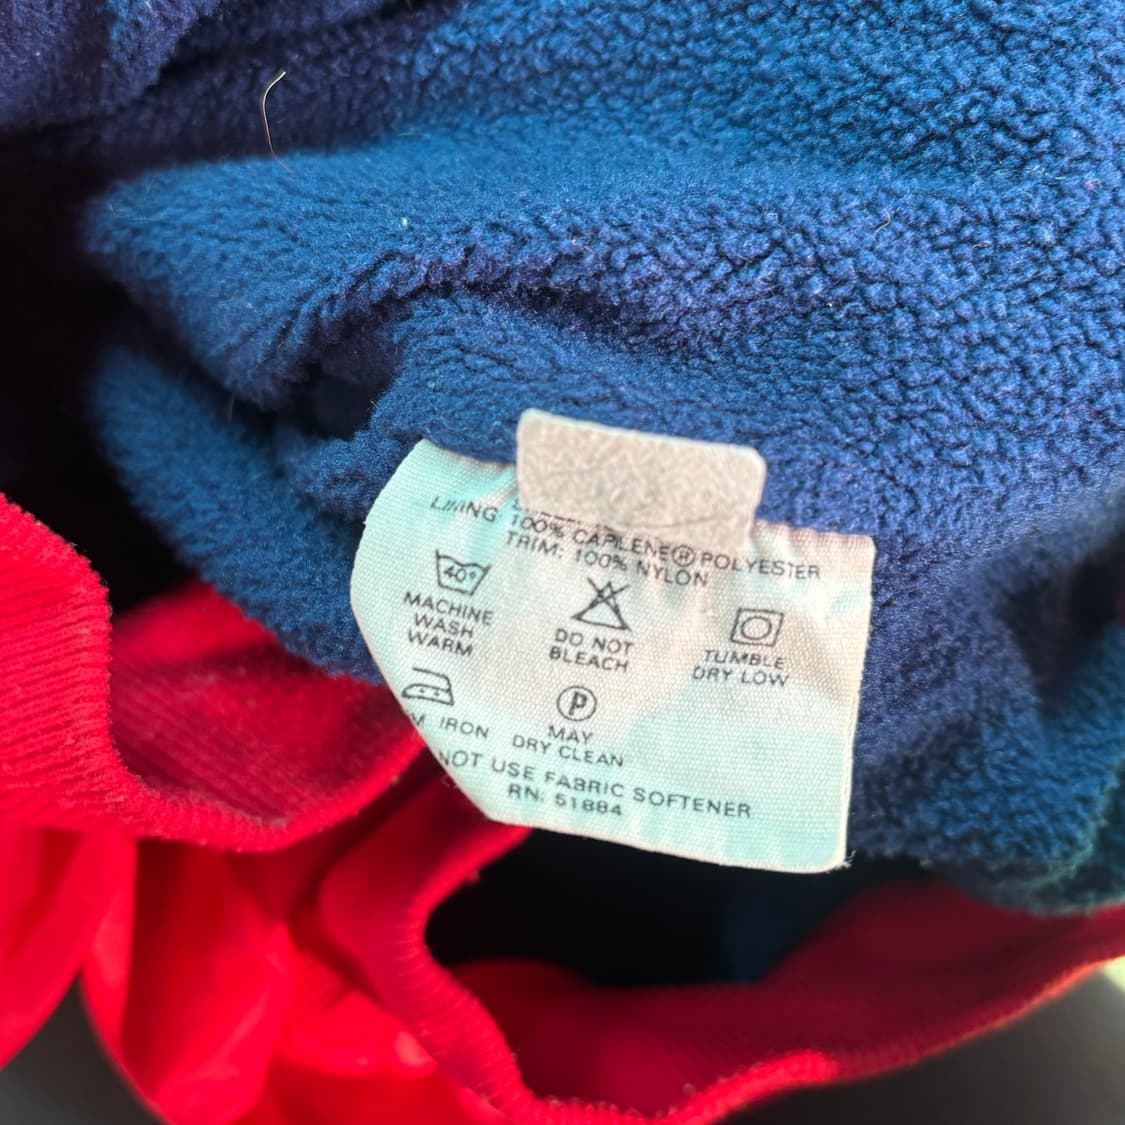 LINING 100% CAPLENE® POLYESTER
TRIM: 100% NYLON
40°
MACHINE WASH WARM
DO NOT BLEACH
TUMBLE DRY LOW
IRON
P
MAY DRY CLEAN
NOT USE FABRIC SOFTENER
RN: 51884